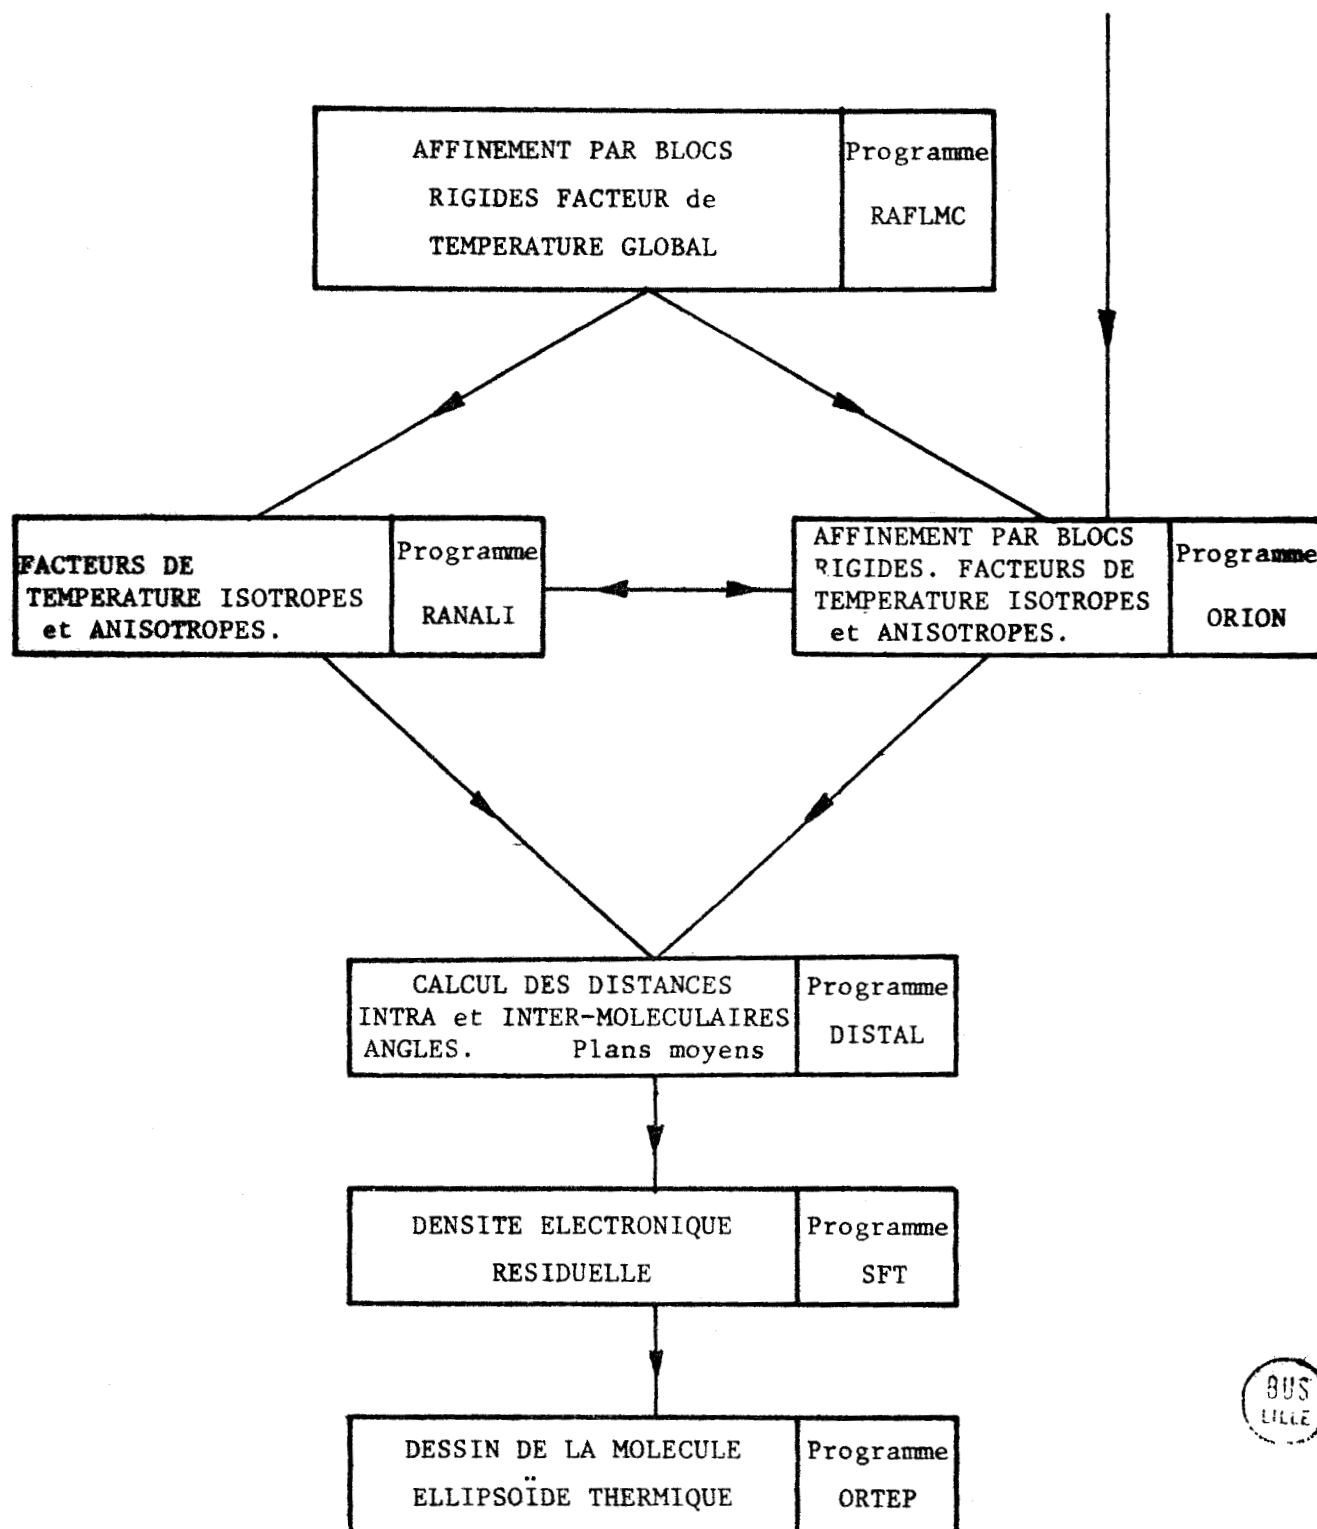 AFFINEMENT PAR BLOCS
RIGIDES FACTEUR de
TEMPERATURE GLOBAL
Programme
RAFLMC
FACTEURS DE
TEMPERATURE ISOTROPES
et ANISOTROPES.
Programme
RANALI
AFFINEMENT PAR BLOCS
RIGIDES. FACTEURS DE
TEMPERATURE ISOTROPES
et ANISOTROPES.
Programme
ORION
CALCUL DES DISTANCES
INTRA et INTER-MOLECULAIRES
ANGLES. Plans moyens
Programme
DISTAL
DENSITE ELECTRONIQUE
RESIDUELLE
Programme
SFT
DESSIN DE LA MOLECULE
ELLIPSOÏDE THERMIQUE
Programme
ORTEP
BUS
LILLE